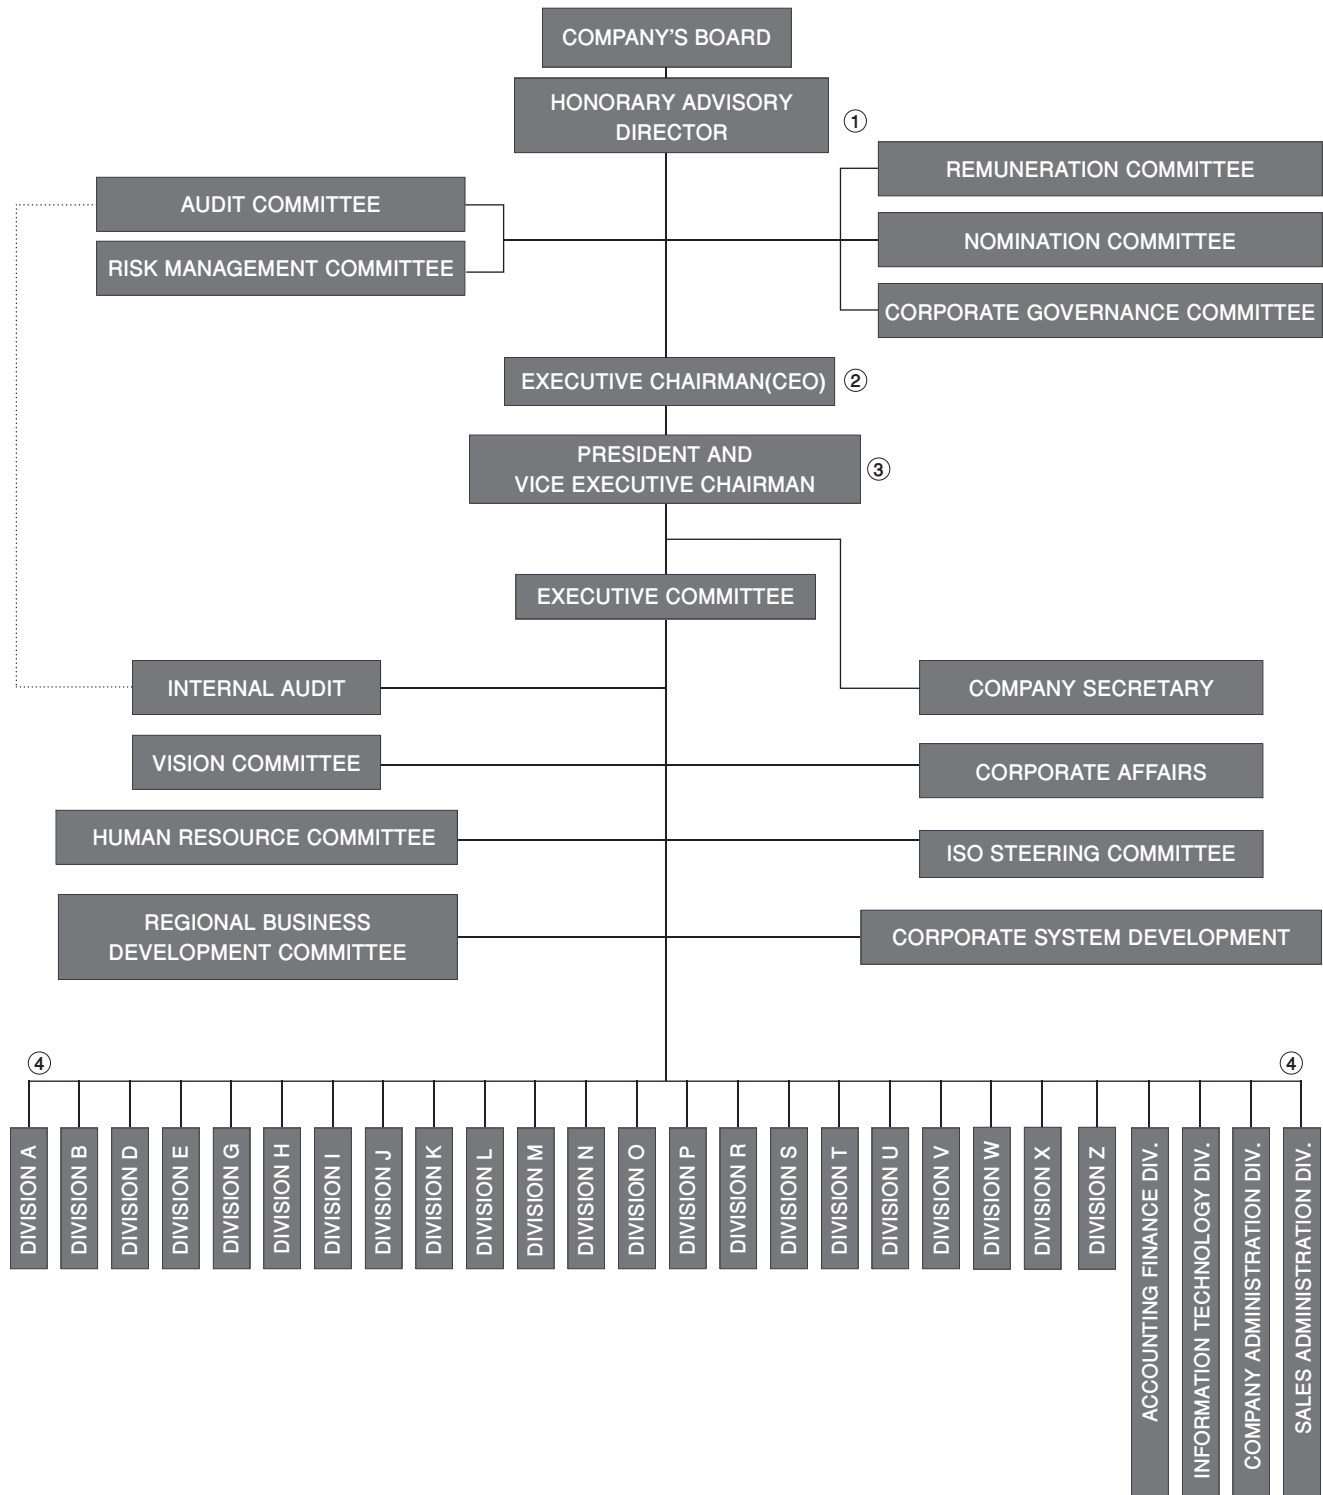 COMPANY'S BOARD
HONORARY ADVISORY
DIRECTOR
①
REMUNERATION COMMITTEE
AUDIT COMMITTEE
NOMINATION COMMITTEE
RISK MANAGEMENT COMMITTEE
CORPORATE GOVERNANCE COMMITTEE
EXECUTIVE CHAIRMAN(CEO)
②
PRESIDENT AND
VICE EXECUTIVE CHAIRMAN
③
EXECUTIVE COMMITTEE
INTERNAL AUDIT
COMPANY SECRETARY
VISION COMMITTEE
CORPORATE AFFAIRS
HUMAN RESOURCE COMMITTEE
ISO STEERING COMMITTEE
REGIONAL BUSINESS
DEVELOPMENT COMMITTEE
CORPORATE SYSTEM DEVELOPMENT
④
④
DIVISION A
DIVISION B
DIVISION D
DIVISION E
DIVISION G
DIVISION H
DIVISION I
DIVISION J
DIVISION K
DIVISION L
DIVISION M
DIVISION N
DIVISION O
DIVISION P
DIVISION R
DIVISION S
DIVISION T
DIVISION U
DIVISION V
DIVISION W
DIVISION X
DIVISION Z
ACCOUNTING FINANCE DIV.
INFORMATION TECHNOLOGY DIV.
COMPANY ADMINISTRATION DIV.
SALES ADMINISTRATION DIV.